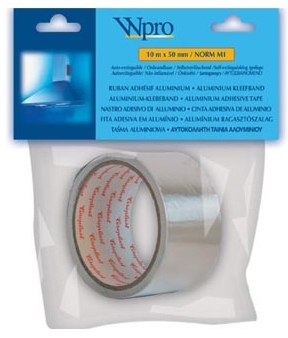 Wpro
10 m x 50 mm / NORM M1
RUBAN ADHÉSIF ALUMINIUM • ALUMINIUM KLEEFBAND
ALUMINIUM-KLEBEBAND • ALUMINIUM ADHESIVE TAPE
NASTRO ADESIVO DI ALLUMINIO • CINTA ADHESIVA DE ALUMINIO
FITA ADESIVA EM ALUMÍNIO • ALUMÍNIUM RAGASZTÓSZALAG
TAŚMA ALUMINIOWA • ΑΥΤΟΚΟΛΛΗΤΗ ΤΑΙΝΙΑ ΑΛΟΥΜΙΝΙΟΥ